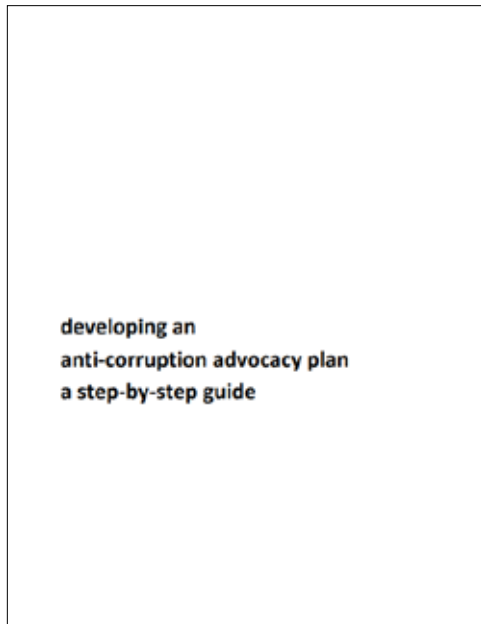 developing an
anti-corruption advocacy plan
a step-by-step guide